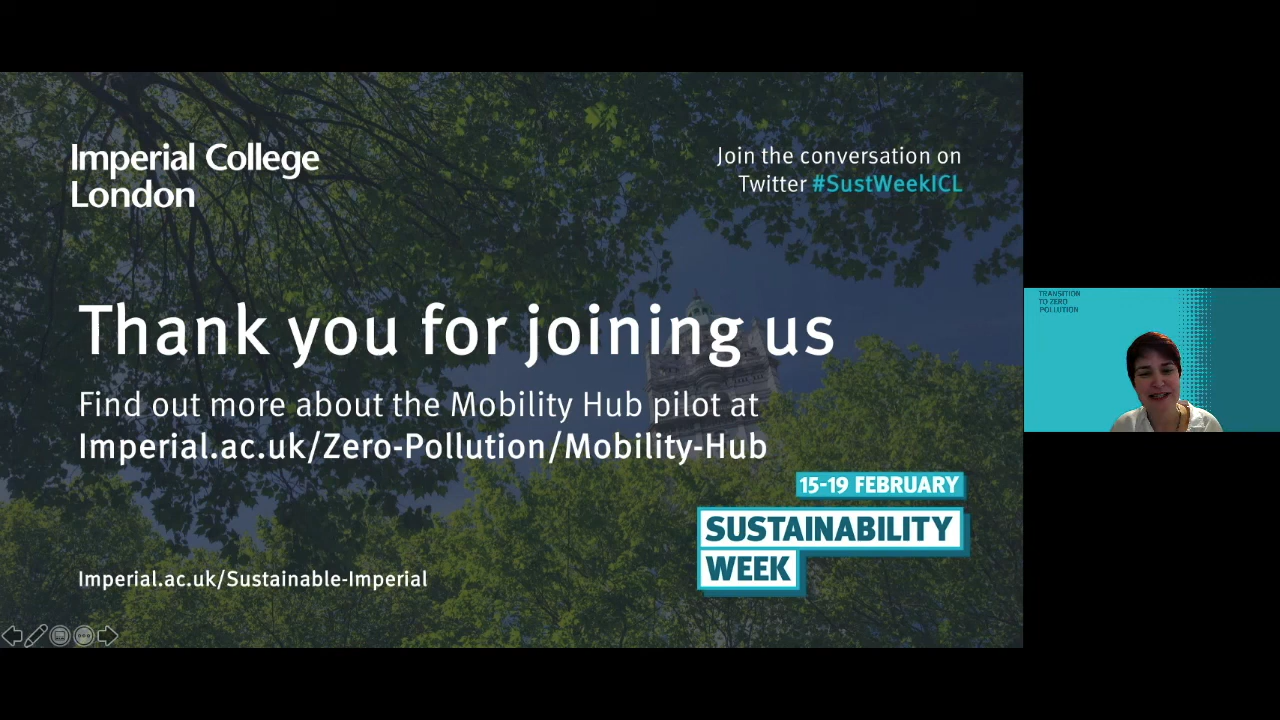 Imperial College
London
Join the conversation on
Twitter #SustWeekICL
Thank you for joining us
Find out more about the Mobility Hub pilot at
Imperial.ac.uk/Zero-Pollution/Mobility-Hub
15-19 FEBRUARY
SUSTAINABILITY
WEEK
Imperial.ac.uk/Sustainable-Imperial
TRANSITION
TO ZERO
POLLUTION